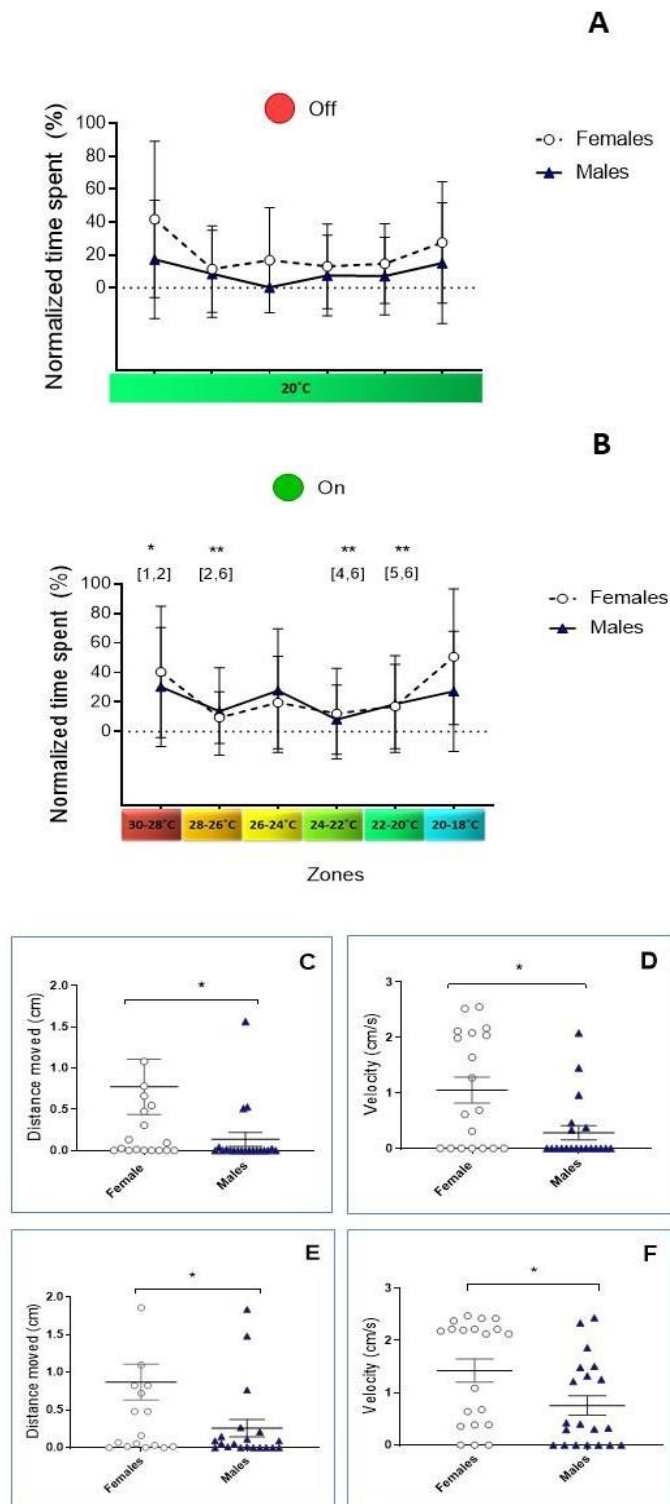 A
Off
Females
Males
Normalized time spent (%)
100
80
60
40
20
0
20˚C
B
On
* ** ** **
[1,2] [2,6] [4,6] [5,6]
Females
Males
Normalized time spent (%)
100
80
60
40
20
0
30-28˚C 28-26˚C 26-24˚C 24-22˚C 22-20˚C 20-18˚C
Zones
C
*
Distance moved (cm)
2.0
1.5
1.0
0.5
0.0
Female Males
D
*
Velocity (cm/s)
3
2
1
0
Female Males
E
*
Distance moved (cm)
2.0
1.5
1.0
0.5
0.0
Females Males
F
*
Velocity (cm/s)
3
2
1
0
Females Males